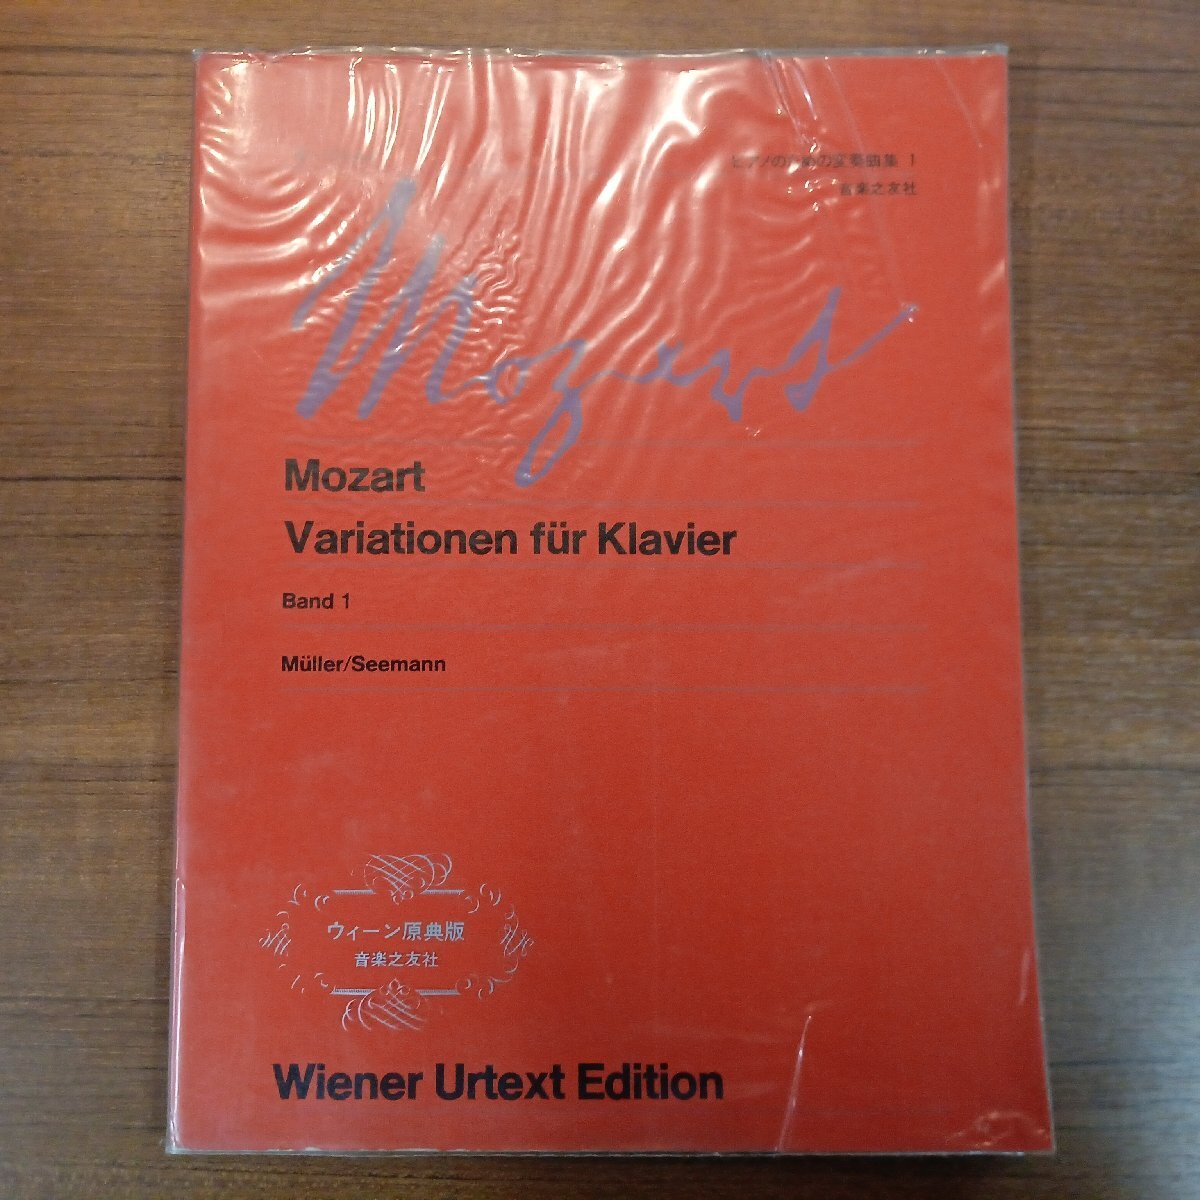 ピアノのための変奏曲集 1
音楽之友社
Mozart
Mozart
Variationen für Klavier
Band 1
Müller/Seemann
ウィーン原典版
音楽之友社
Wiener Urtext Edition